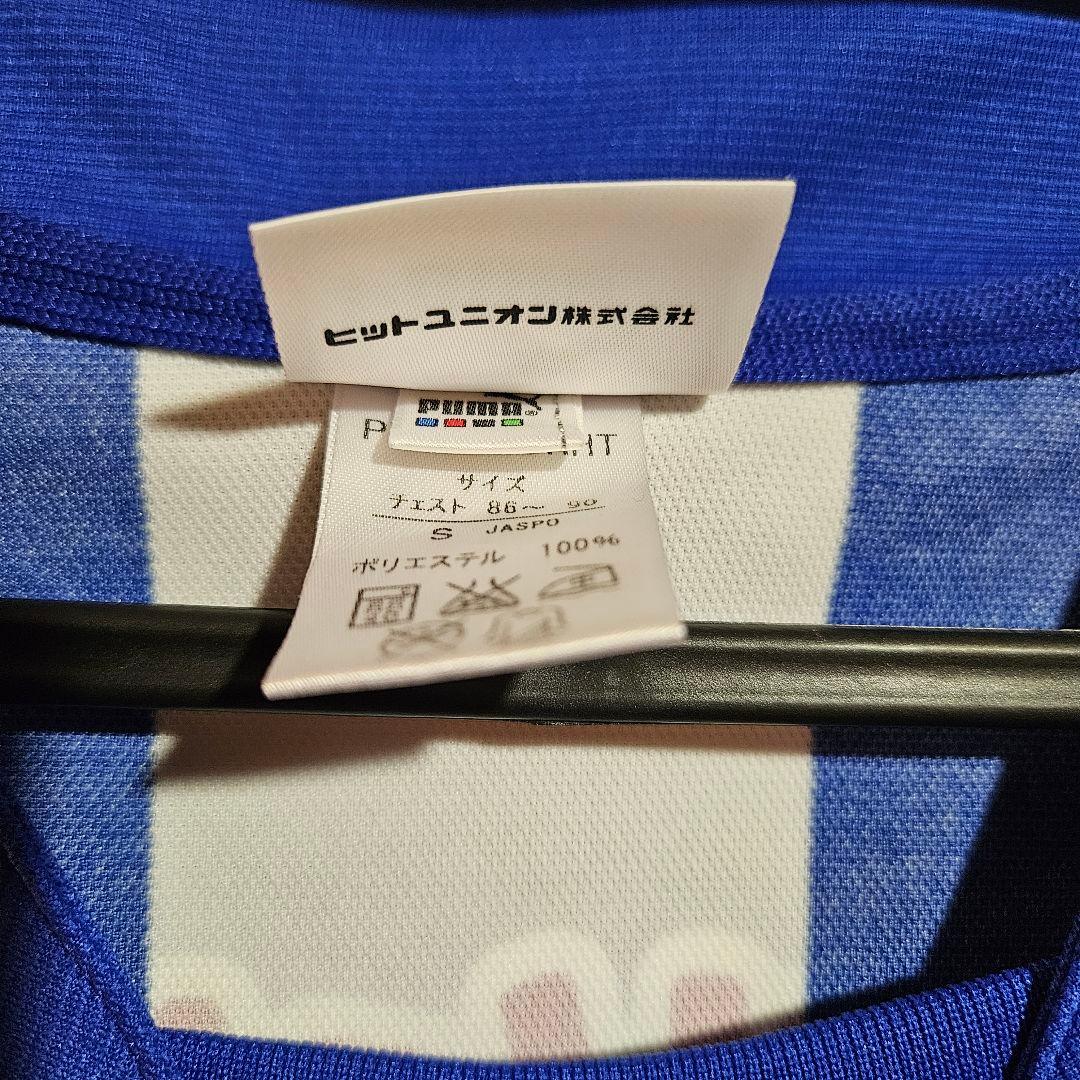 ヒットユニオン株式会社
PUMA®
サイズ
チェスト 86～
S JASPO
ポリエステル 100%